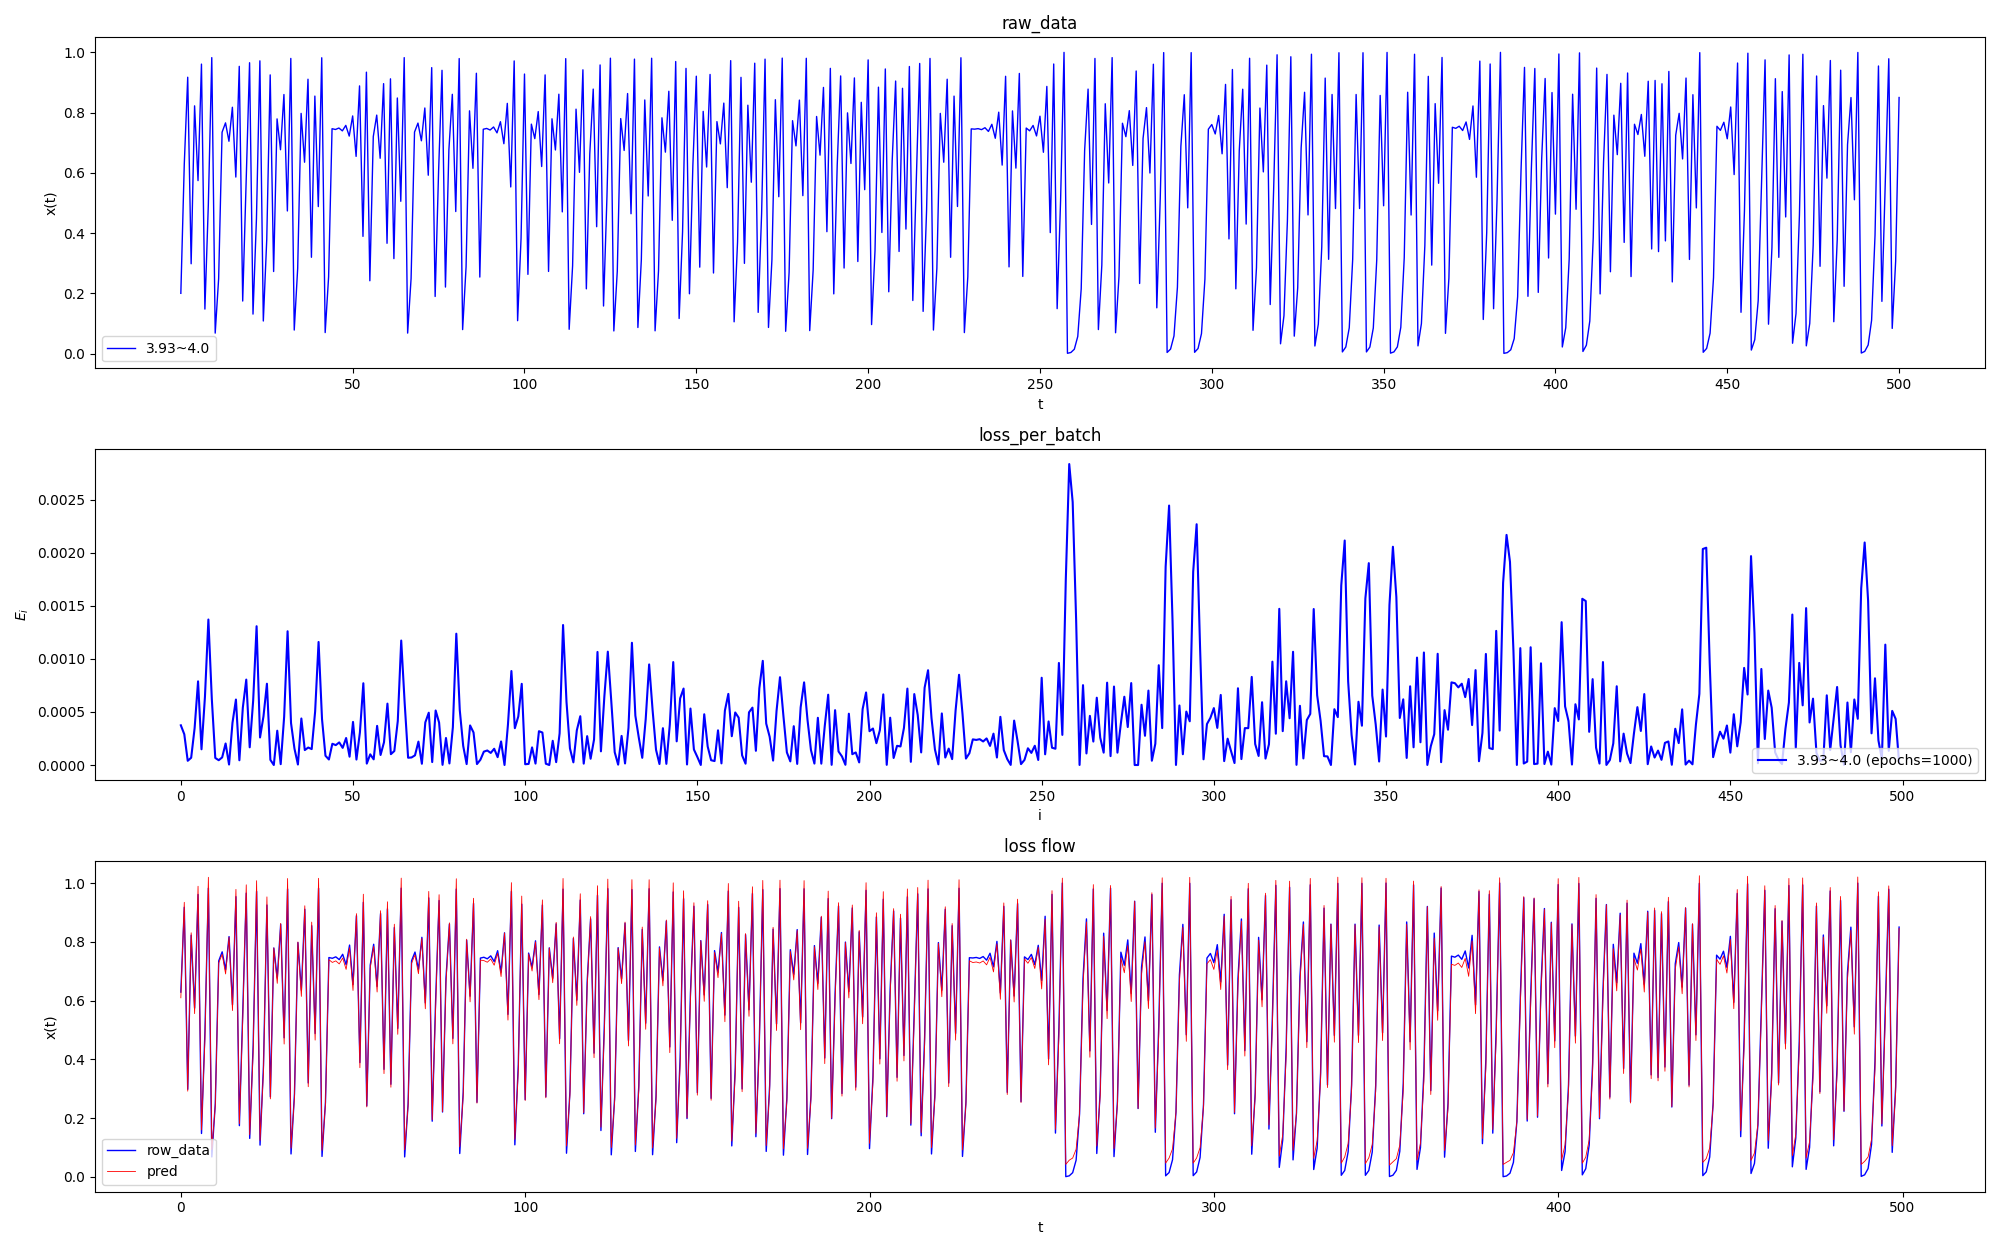 raw_data
1.0
0.8
0.6
0.4
0.2
0.0
x(t)
3.93~4.0
50 100 150 200 250 300 350 400 450 500
t
loss_per_batch
0.0025
0.0020
0.0015
0.0010
0.0005
0.0000
E_i
3.93~4.0 (epochs=1000)
0 50 100 150 200 250 300 350 400 450 500
i
loss flow
1.0
0.8
0.6
0.4
0.2
0.0
x(t)
row_data
pred
0 100 200 300 400 500
t